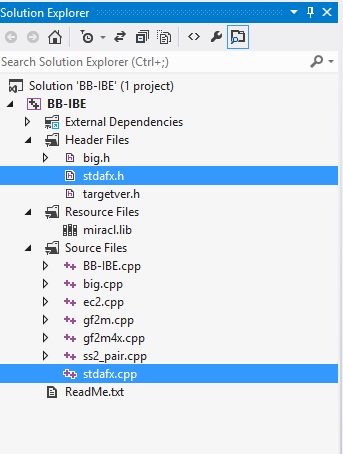 Solution Explorer
Search Solution Explorer (Ctrl+;)
Solution 'BB-IBE' (1 project)
BB-IBE
External Dependencies
Header Files
big.h
stdafx.h
targetver.h
Resource Files
miracl.lib
Source Files
BB-IBE.cpp
big.cpp
ec2.cpp
gf2m.cpp
gf2m4x.cpp
ss2_pair.cpp
stdafx.cpp
ReadMe.txt